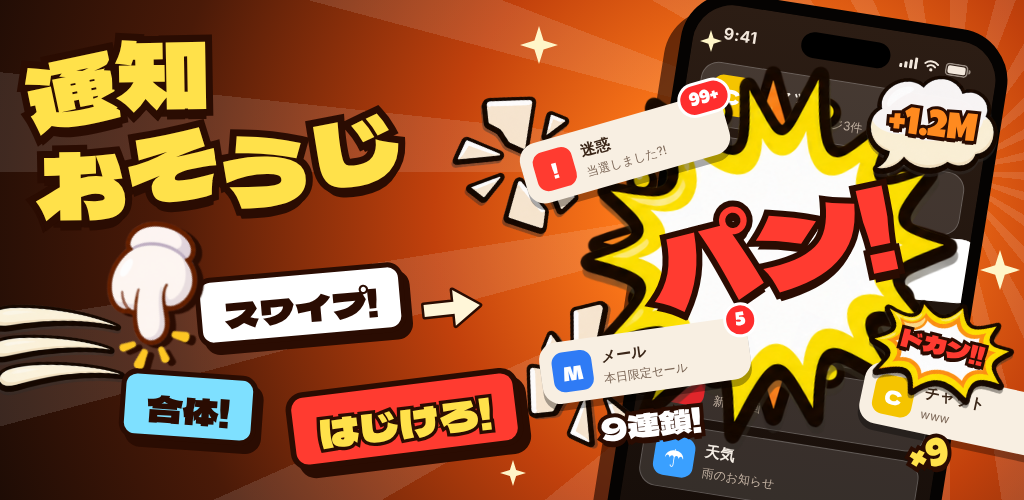 通知
おそうじ
スワイプ!
合体!
はじけろ!
9:41
99+
迷惑
当選しました?!
3件
+1.2M
パン!
5
M
メール
本日限定セール
ドカン!!
C
チャット
www
9連鎖!
+9
天気
雨のお知らせ